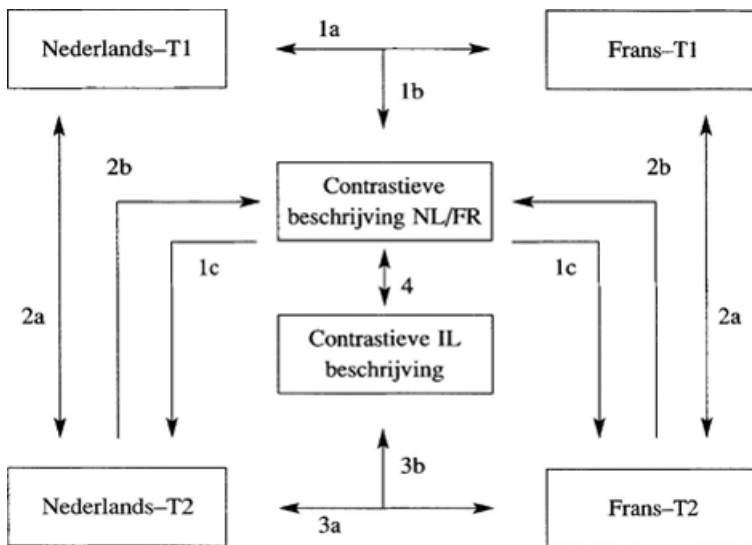 Nederlands–T1
1a
Frans–T1
1b
2b
2b
Contrastieve
beschrijving NL/FR
1c
1c
4
2a
2a
Contrastieve IL
beschrijving
3b
Nederlands–T2
3a
Frans–T2